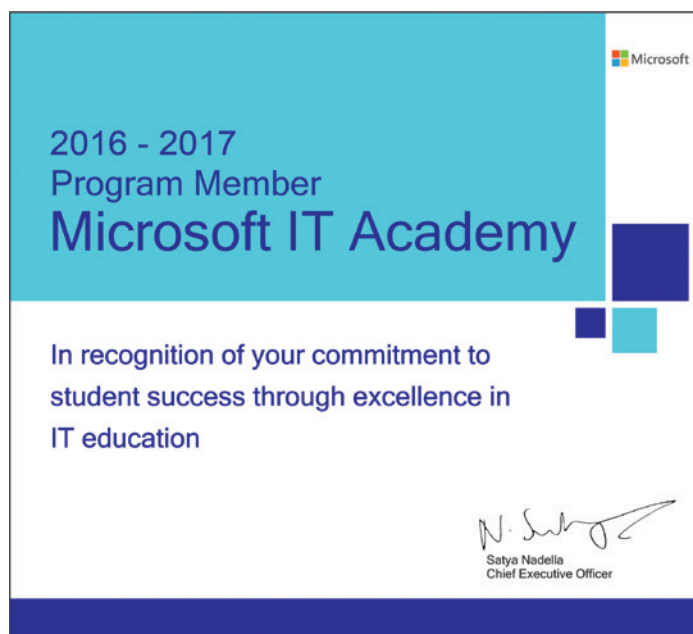 Microsoft
2016 - 2017
Program Member
Microsoft IT Academy
In recognition of your commitment to
student success through excellence in
IT education
Satya Nadella
Chief Executive Officer